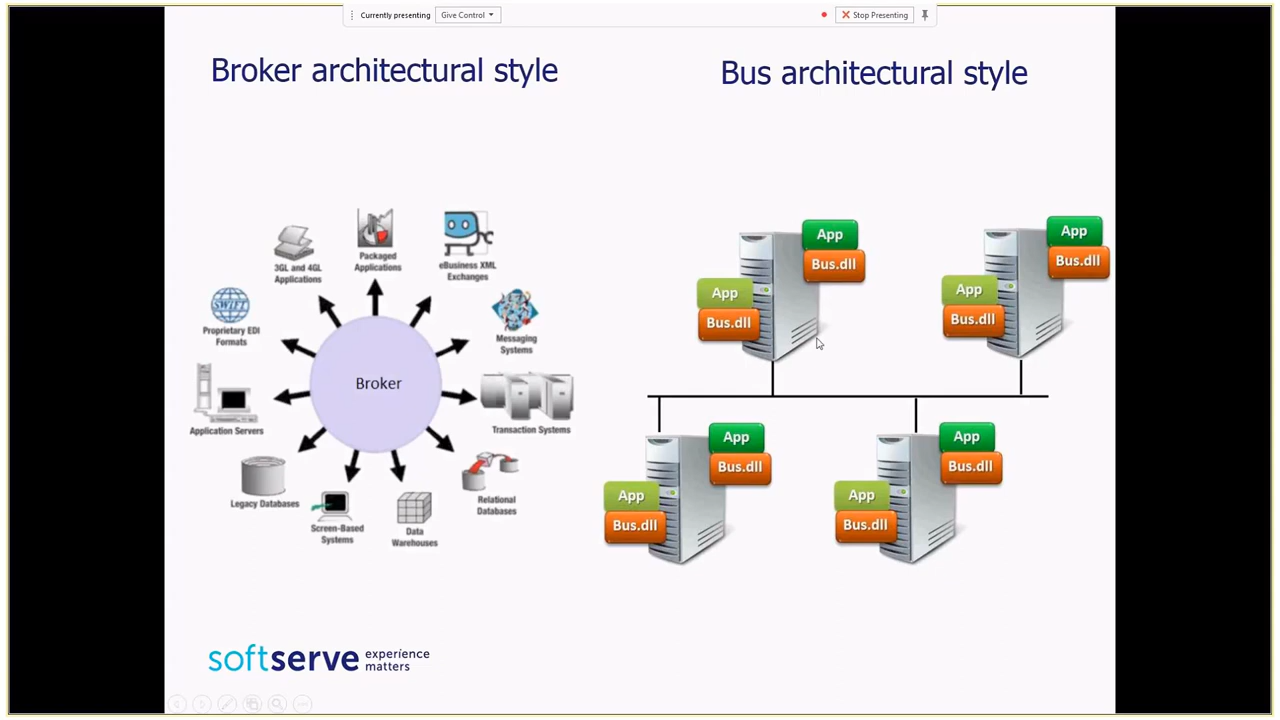 Currently presenting
Give Control
Stop Presenting
Broker architectural style
Bus architectural style
3GL and 4GL
Applications
Packaged
Applications
eBusiness XML
Exchanges
SWIFT
Proprietary EDI
Formats
Messaging
Systems
Broker
Application Servers
Transaction Systems
Legacy Databases
Screen-Based
Systems
Data
Warehouses
Relational
Databases
App
Bus.dll
App
Bus.dll
App
Bus.dll
App
Bus.dll
App
Bus.dll
App
Bus.dll
App
Bus.dll
App
Bus.dll
softserve
experience
matters